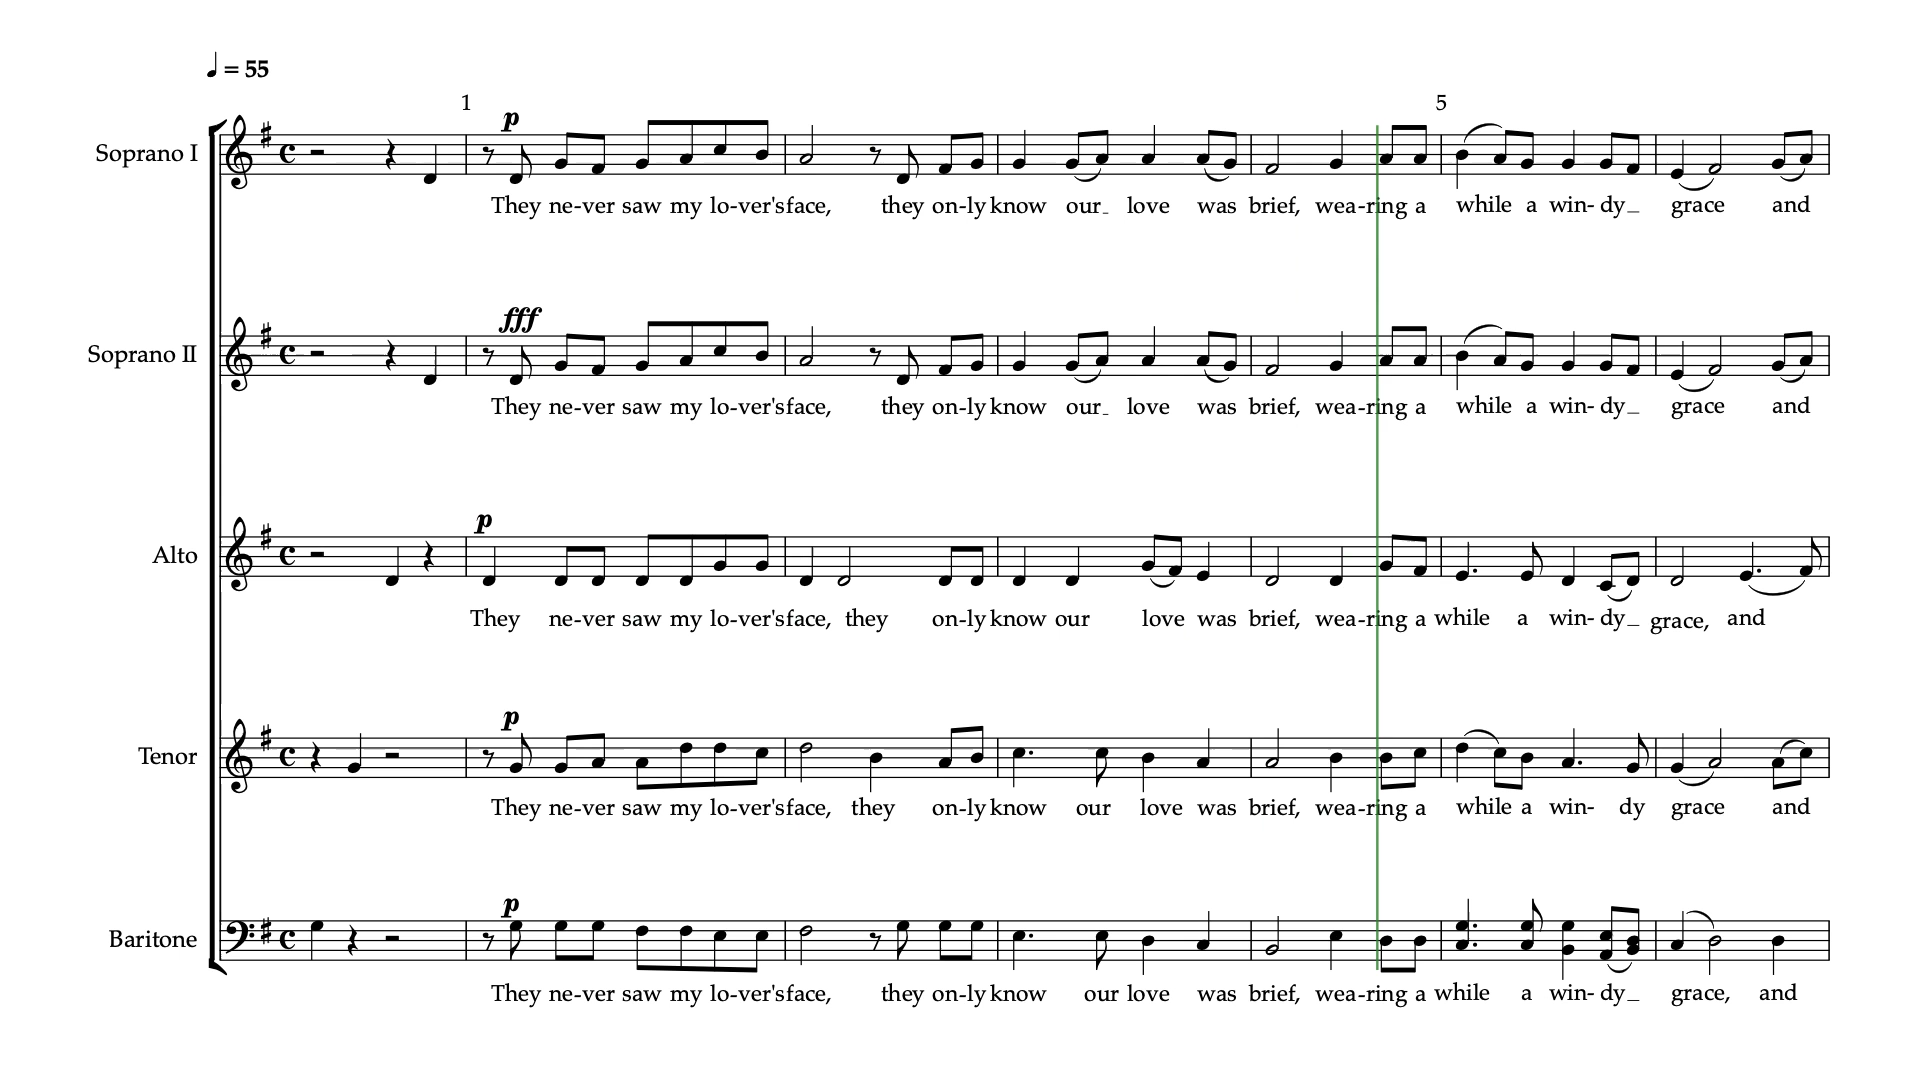 ♩ = 55
1 5
p
Soprano I
They ne-ver saw my lo-ver's face, they on-ly know our_ love was brief, wea-ring a while a win- dy_ grace and
fff
Soprano II
They ne-ver saw my lo-ver's face, they on-ly know our_ love was brief, wea-ring a while a win- dy_ grace and
p
Alto
They ne-ver saw my lo-ver's face, they on-ly know our love was brief, wea-ring a while a win- dy_ grace, and
p
Tenor
They ne-ver saw my lo-ver's face, they on-ly know our love was brief, wea-ring a while a win- dy grace and
p
Baritone
They ne-ver saw my lo-ver's face, they on-ly know our love was brief, wea-ring a while a win- dy_ grace, and